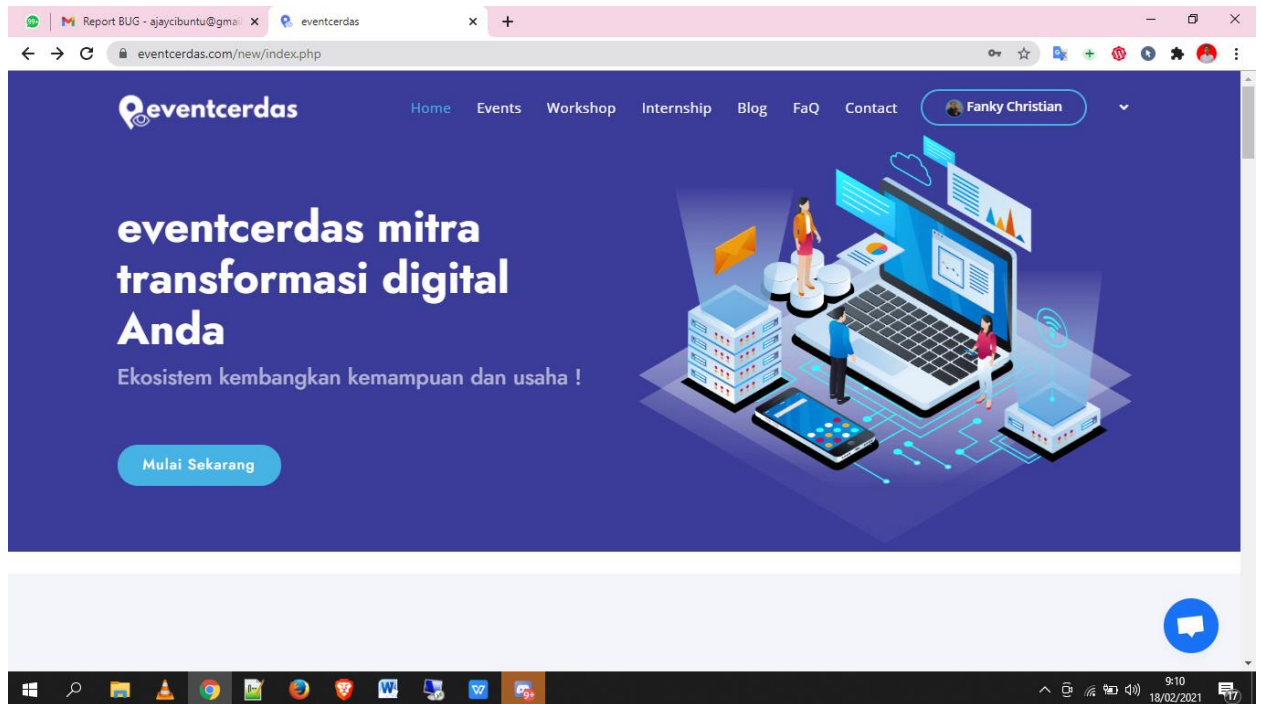 Report BUG - ajaycibuntu@gmail
eventcerdas
eventcerdas.com/new/index.php
eventcerdas
Home Events Workshop Internship Blog FaQ Contact Fanky Christian
eventcerdas mitra
transformasi digital
Anda
Ekosistem kembangkan kemampuan dan usaha !
Mulai Sekarang
9:10
18/02/2021